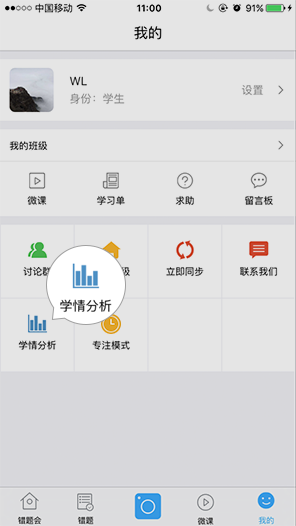 中国移动 11:00 91%
我的
WL
身份：学生
设置
我的班级
微课 学习单 求助 留言板
讨论群 级 立即同步 联系我们
学情分析
学情分析 专注模式
错题会 错题 微课 我的